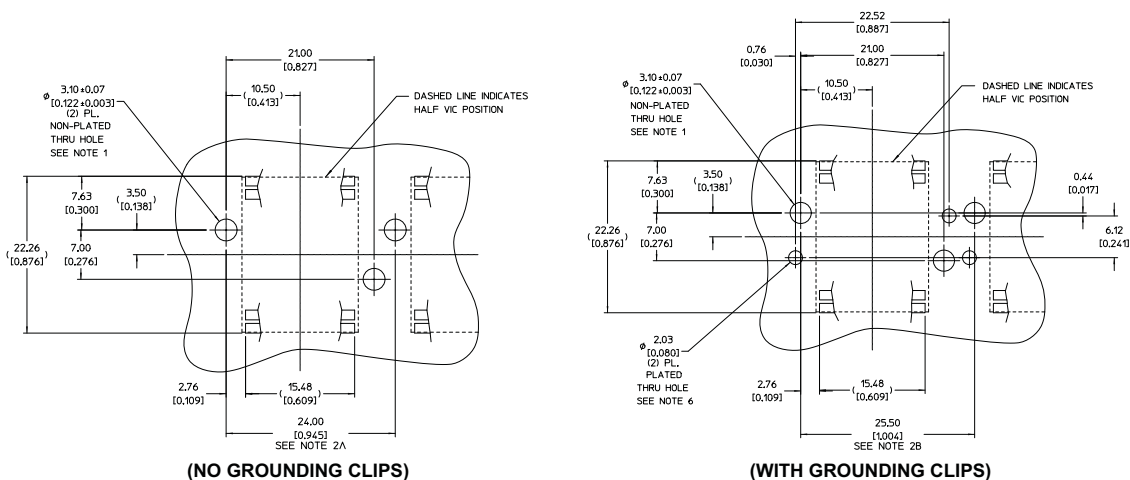 21.00
[0.827]
(10.50)
[0.413]
ø 3.10±0.07
[0.122±0.003]
(2) PL.
NON-PLATED
THRU HOLE
SEE NOTE 1
DASHED LINE INDICATES
HALF VIC POSITION
7.63
[0.300]
(3.50)
[0.138]
(22.26)
[0.876]
7.00
[0.276]
2.76
[0.109]
(15.48)
[0.609]
24.00
[0.945]
SEE NOTE 2A
(NO GROUNDING CLIPS)
22.52
[0.887]
0.76
[0.030]
21.00
[0.827]
(10.50)
[0.413]
ø 3.10±0.07
[0.122±0.003]
NON-PLATED
THRU HOLE
SEE NOTE 1
DASHED LINE INDICATES
HALF VIC POSITION
7.63
[0.300]
(3.50)
[0.138]
0.44
[0.017]
(22.26)
[0.876]
7.00
[0.276]
6.12
[0.241]
ø 2.03
[0.080]
(2) PL.
PLATED
THRU HOLE
SEE NOTE 6
2.76
[0.109]
(15.48)
[0.609]
25.50
[1.004]
SEE NOTE 2B
(WITH GROUNDING CLIPS)